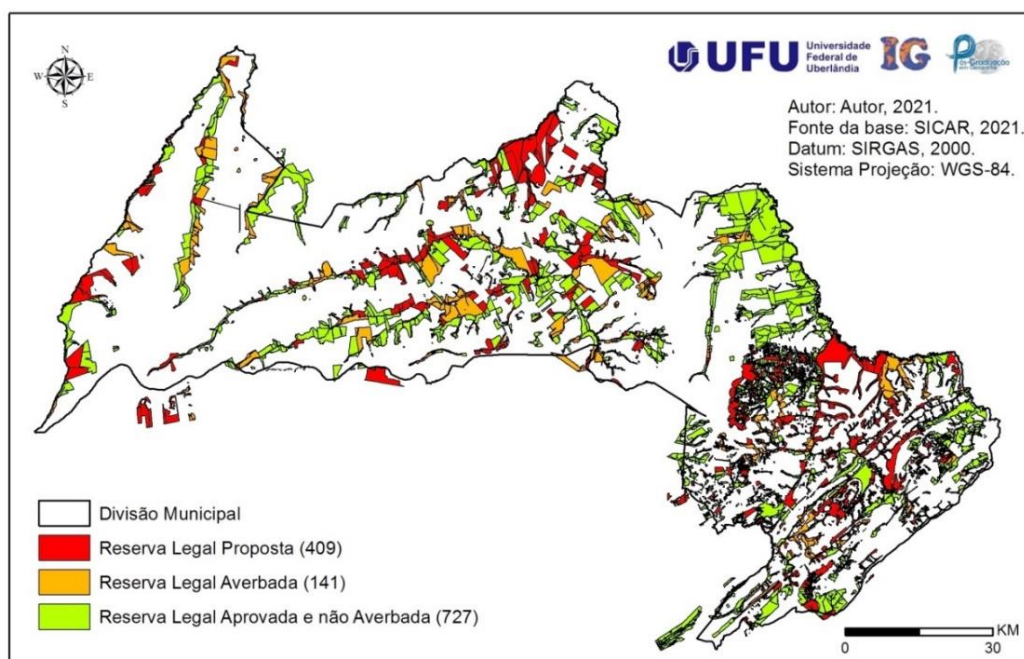 N
W E
S
UFU Universidade
Federal de
Uberlândia
IG
Pós-Graduação
Autor: Autor, 2021.
Fonte da base: SICAR, 2021.
Datum: SIRGAS, 2000.
Sistema Projeção: WGS-84.
Divisão Municipal
Reserva Legal Proposta (409)
Reserva Legal Averbada (141)
Reserva Legal Aprovada e não Averbada (727)
KM
0 30